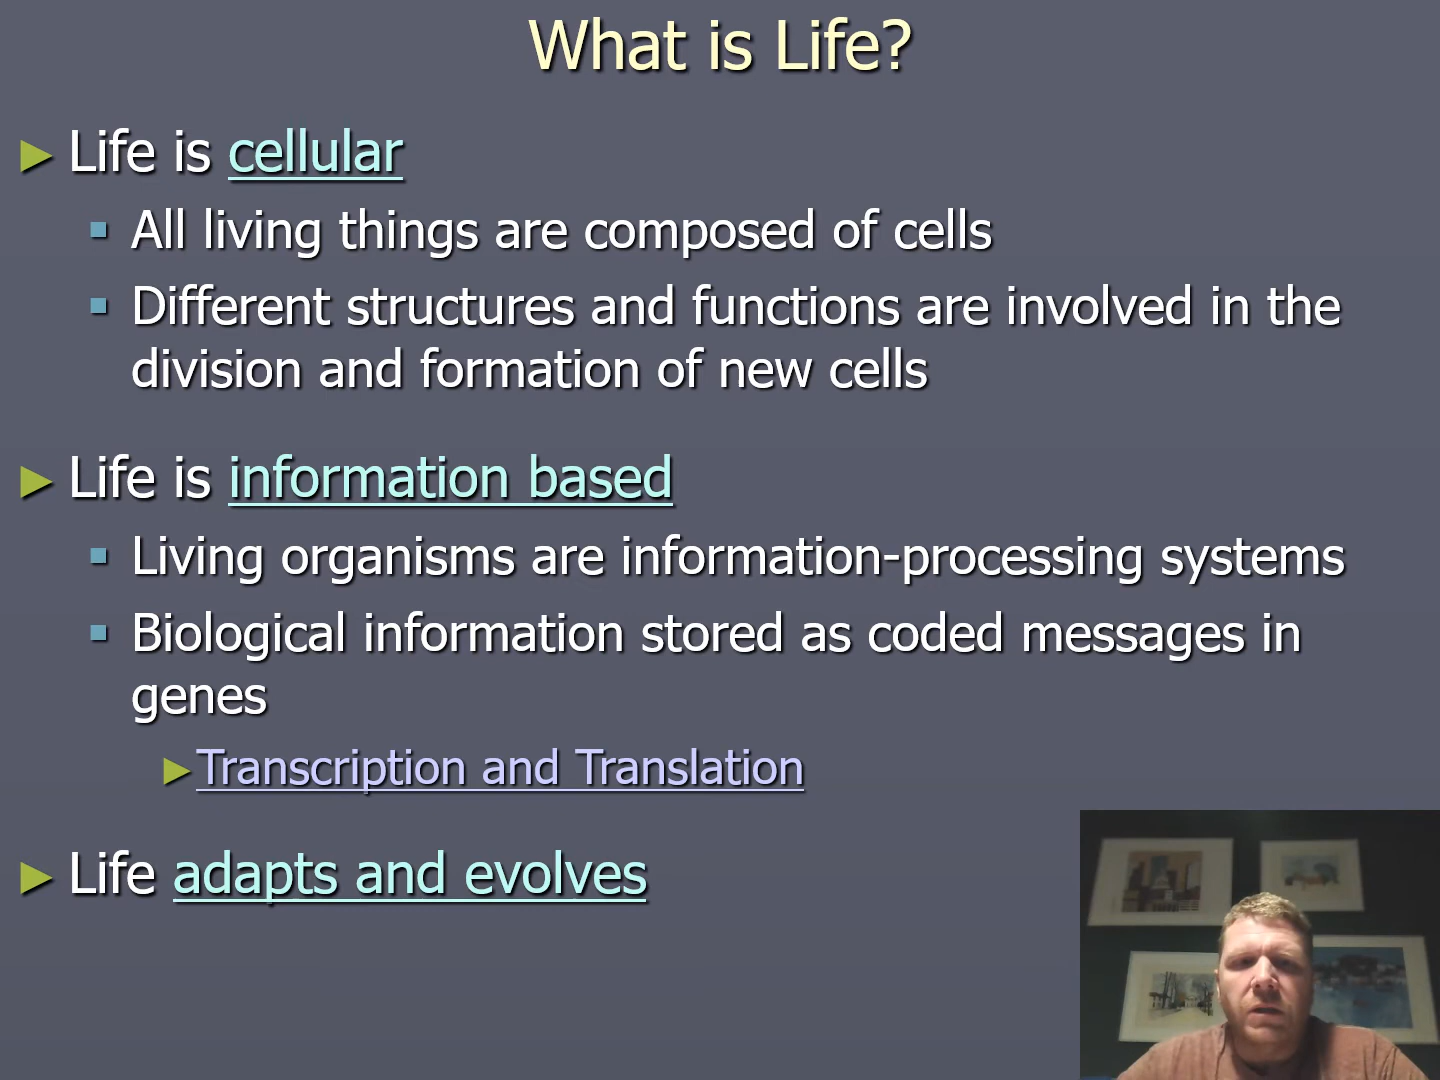 What is Life?
Life is cellular
All living things are composed of cells
Different structures and functions are involved in the
division and formation of new cells
Life is information based
Living organisms are information-processing systems
Biological information stored as coded messages in
genes
Transcription and Translation
Life adapts and evolves